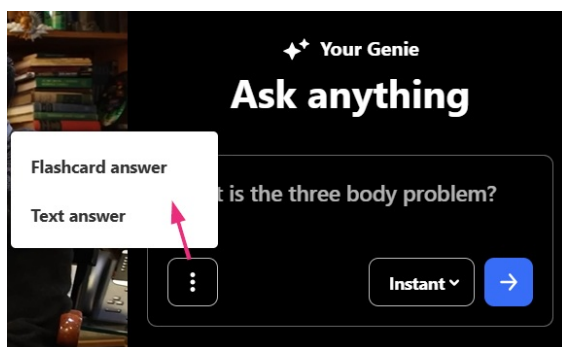 Your Genie
Ask anything
Flashcard answer
is the three body problem?
Text answer
Instant